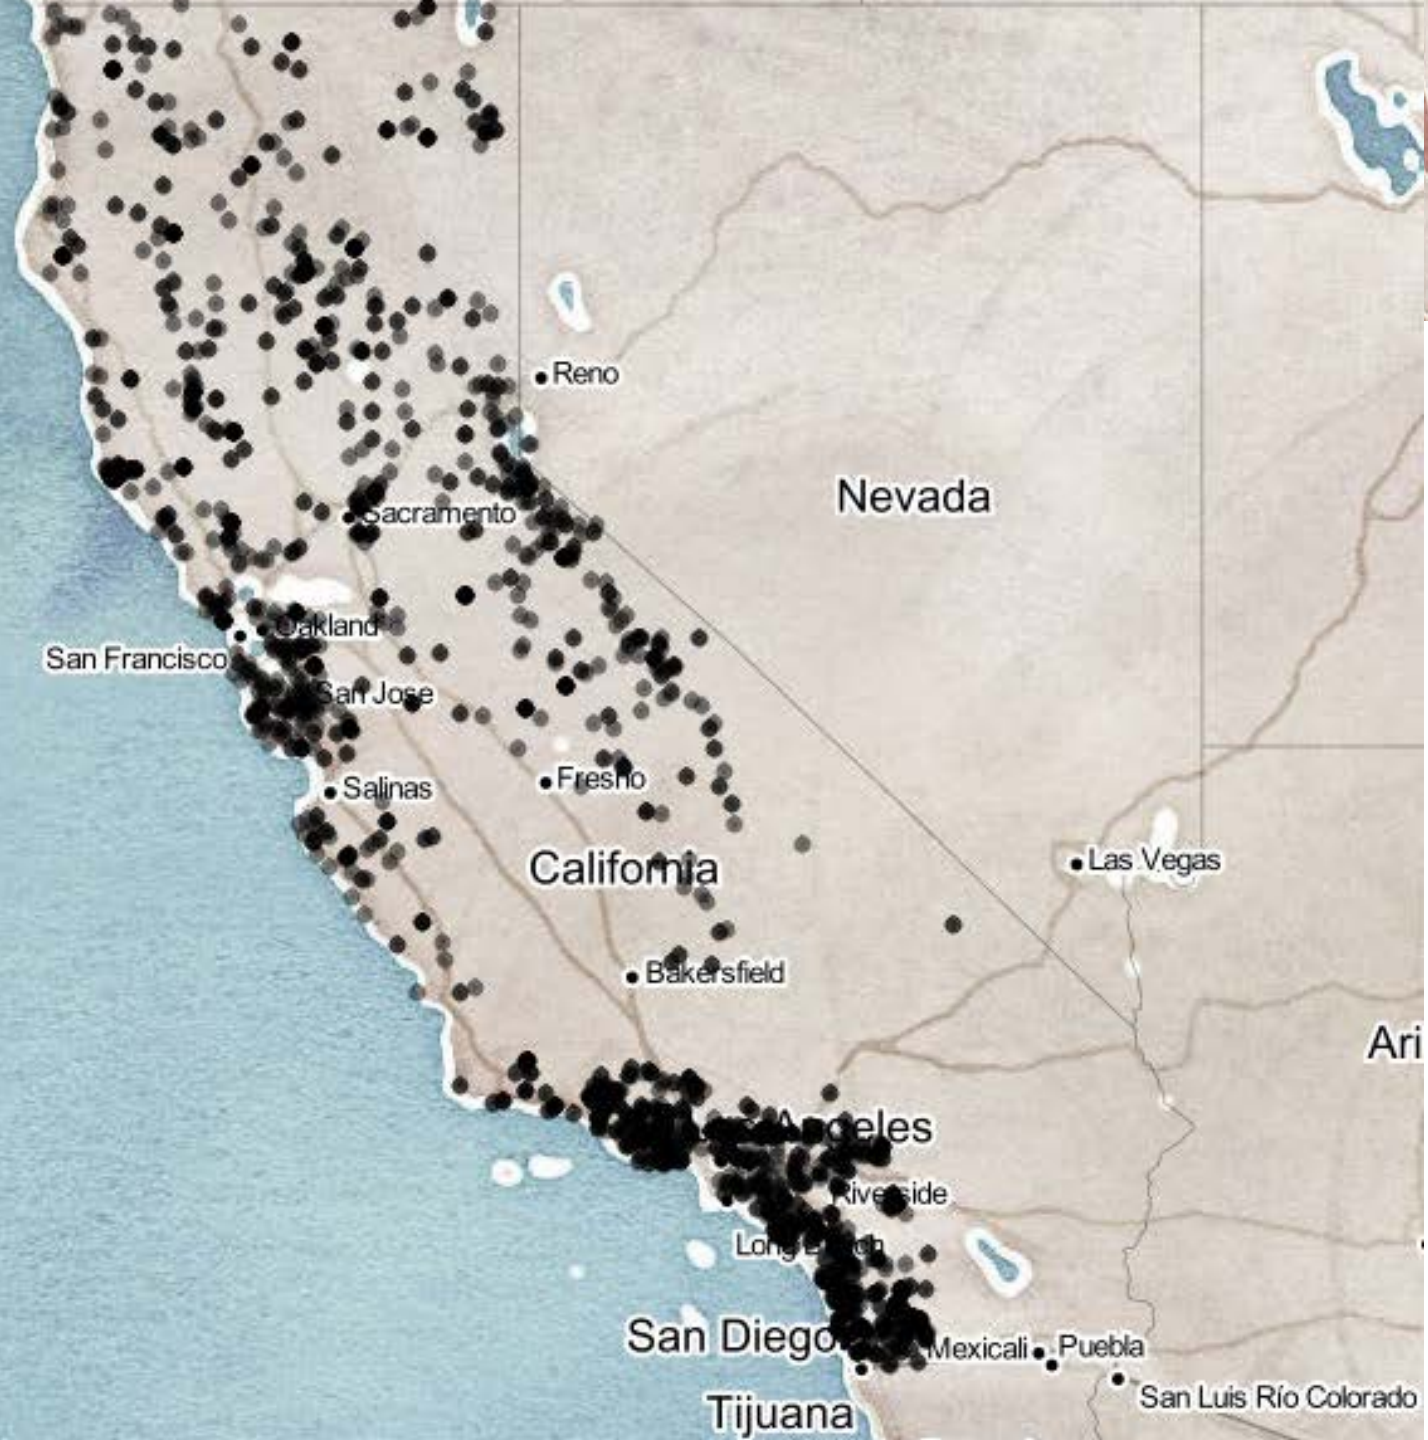 Reno
Nevada
Sacramento
Oakland
San Francisco
San Jose
Salinas
Fresno
California
Las Vegas
Bakersfield
Ari
Angeles
Riverside
Long Beach
San Diego
Mexicali
Puebla
San Luis Río Colorado
Tijuana